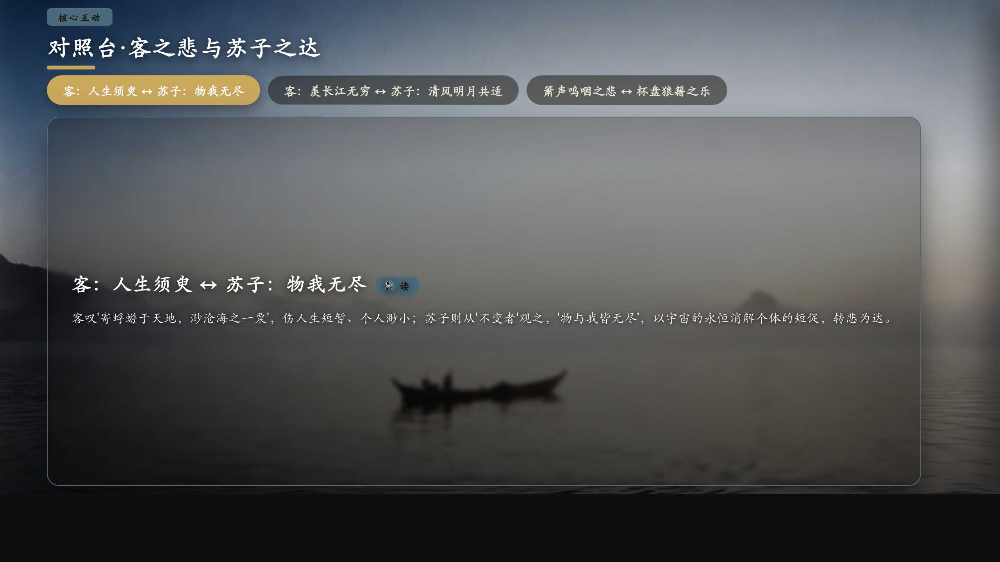 核心互动
对照台·客之悲与苏子之达
客：人生须臾 ↔ 苏子：物我无尽
客：羡长江无穷 ↔ 苏子：清风明月共适
箫声呜咽之悲 ↔ 杯盘狼籍之乐
客：人生须臾 ↔ 苏子：物我无尽 🔊 读
客叹'寄蜉蝣于天地，渺沧海之一粟'，伤人生短暂、个人渺小；苏子则从'不变者'观之，'物与我皆无尽'，以宇宙的永恒消解个体的短促，转悲为达。